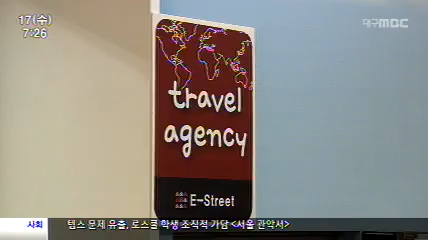 17(수)
7:26
대구MBC
travel
agency
E-Street
사회 텝스 문제 유출, 로스쿨 학생 조직적 가담 <서울 관악서>